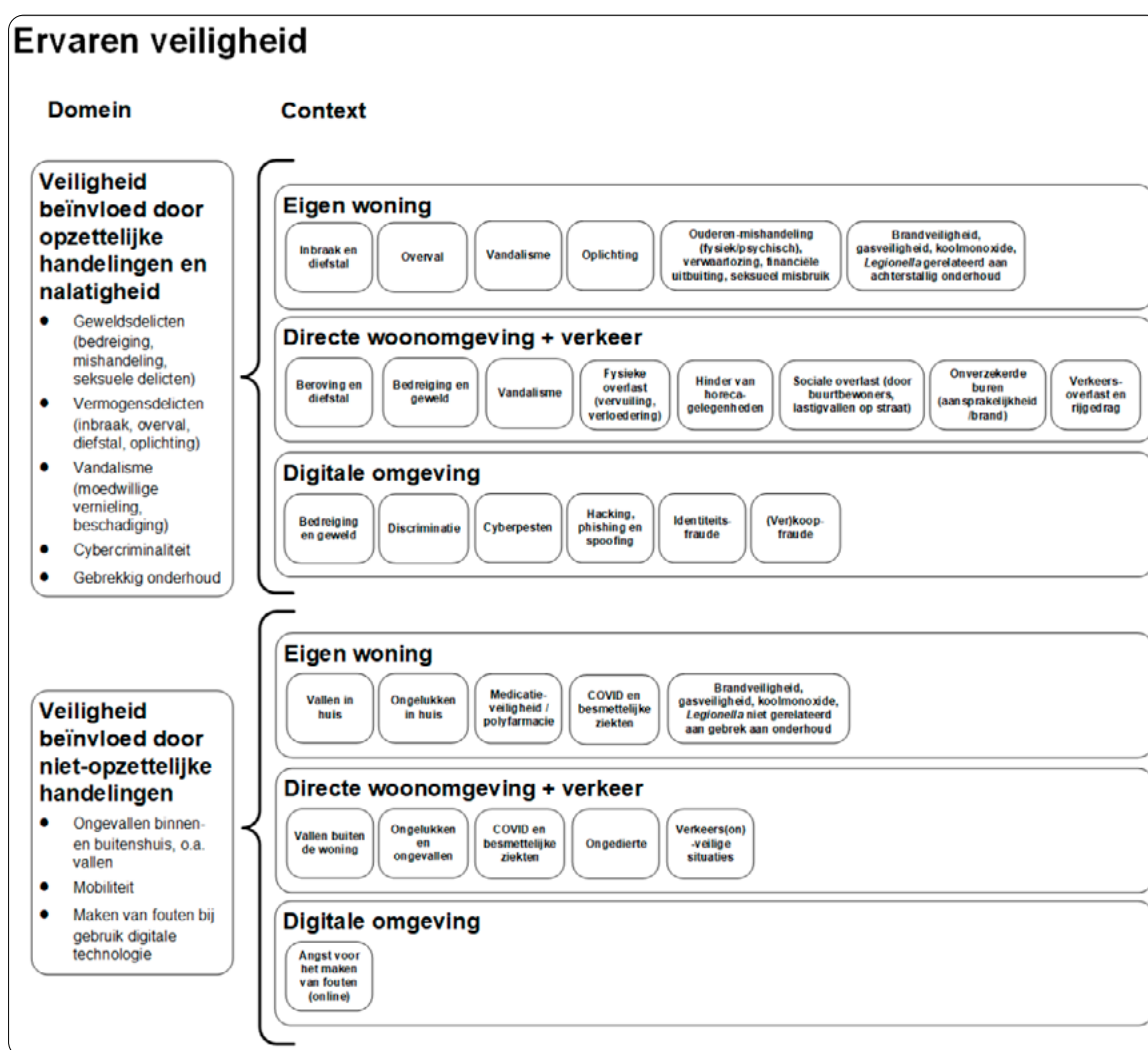 Ervaren veiligheid
Domein
Context
Veiligheid
beïnvloed door
opzettelijke
handelingen en
nalatigheid
● Geweldsdelicten
(bedreiging,
mishandeling,
seksuele delicten)
● Vermogensdelicten
(inbraak, overval,
diefstal, oplichting)
● Vandalisme
(moedwillige
vernieling,
beschadiging)
● Cybercriminaliteit
● Gebrekkig onderhoud
Eigen woning
Inbraak en
diefstal
Overval
Vandalisme
Oplichting
Ouderen-mishandeling
(fysiek/psychisch),
verwaarlozing, financiële
uitbuiting, seksueel misbruik
Brandveiligheid,
gasveiligheid, koolmonoxide,
Legionella gerelateerd aan
achterstallig onderhoud
Directe woonomgeving + verkeer
Beroving en
diefstal
Bedreiging en
geweld
Vandalisme
Fysieke
overlast
(vervuiling,
verloedering)
Hinder van
horeca-
gelegenheden
Sociale overlast (door
buurtbewoners,
lastigvallen op straat)
Onverzekerde
buren
(aansprakelijkheid
/brand)
Verkeers-
overlast en
rijgedrag
Digitale omgeving
Bedreiging
en geweld
Discriminatie
Cyberpesten
Hacking,
phishing en
spoofing
Identiteits-
fraude
(Ver)koop-
fraude
Veiligheid
beïnvloed door
niet-opzettelijke
handelingen
● Ongevallen binnen-
en buitenshuis, o.a.
vallen
● Mobiliteit
● Maken van fouten bij
gebruik digitale
technologie
Eigen woning
Vallen in
huis
Ongelukken
in huis
Medicatie-
veiligheid /
polyfarmacie
COVID en
besmettelijke
ziekten
Brandveiligheid,
gasveiligheid, koolmonoxide,
Legionella niet gerelateerd
aan gebrek aan onderhoud
Directe woonomgeving + verkeer
Vallen buiten
de woning
Ongelukken
en
ongevallen
COVID en
besmettelijke
ziekten
Ongedierte
Verkeers(on)
-veilige
situaties
Digitale omgeving
Angst voor
het maken
van fouten
(online)